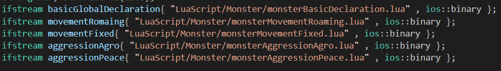 ifstream basicGlobalDeclaration{ "LuaScript/Monster/monsterBasicDeclaration.lua" , ios::binary };
ifstream movementRomaing{ "LuaScript/Monster/monsterMovementRoaming.lua" , ios::binary };
ifstream movementFixed{ "LuaScript/Monster/monsterMovementFixed.lua" , ios::binary };
ifstream aggressionAgro{ "LuaScript/Monster/monsterAggressionAgro.lua" , ios::binary };
ifstream aggressionPeace{ "LuaScript/Monster/monsterAggressionPeace.lua" , ios::binary };